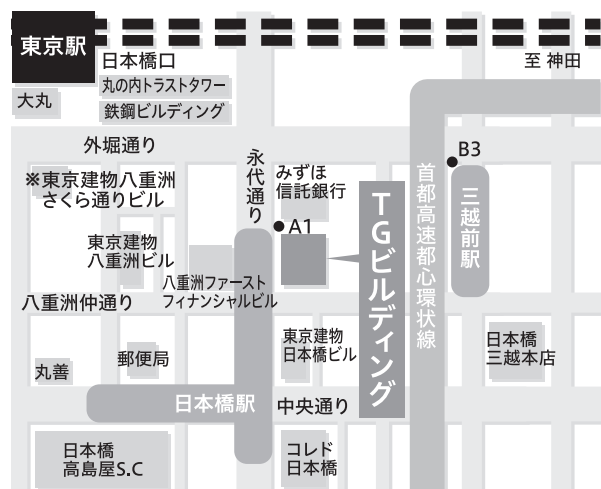 東京駅
日本橋口
至 神田
大丸
丸の内トラストタワー
鉄鋼ビルディング
外堀通り
※東京建物八重洲
さくら通りビル
永代通り
みずほ
信託銀行
A1
B3
首都高速都心環状線
三越前駅
TGビルディング
東京建物
八重洲ビル
八重洲ファースト
フィナンシャルビル
八重洲仲通り
丸善
郵便局
東京建物
日本橋ビル
日本橋
三越本店
日本橋駅
中央通り
日本橋
高島屋S.C
コレド
日本橋